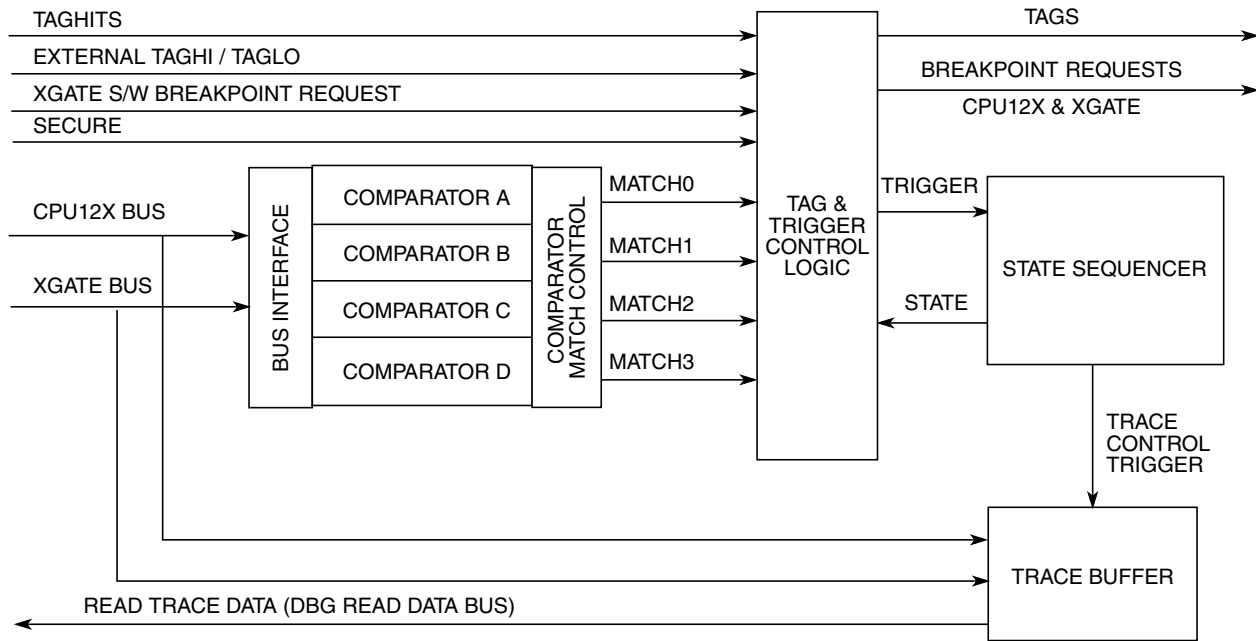 TAGHITS
EXTERNAL TAGHI / TAGLO
XGATE S/W BREAKPOINT REQUEST
SECURE
TAGS
BREAKPOINT REQUESTS
CPU12X & XGATE
CPU12X BUS
XGATE BUS
BUS INTERFACE
COMPARATOR A
COMPARATOR B
COMPARATOR C
COMPARATOR D
COMPARATOR
MATCH CONTROL
MATCH0
MATCH1
MATCH2
MATCH3
TAG &
TRIGGER
CONTROL
LOGIC
TRIGGER
STATE
STATE SEQUENCER
TRACE
CONTROL
TRIGGER
TRACE BUFFER
READ TRACE DATA (DBG READ DATA BUS)